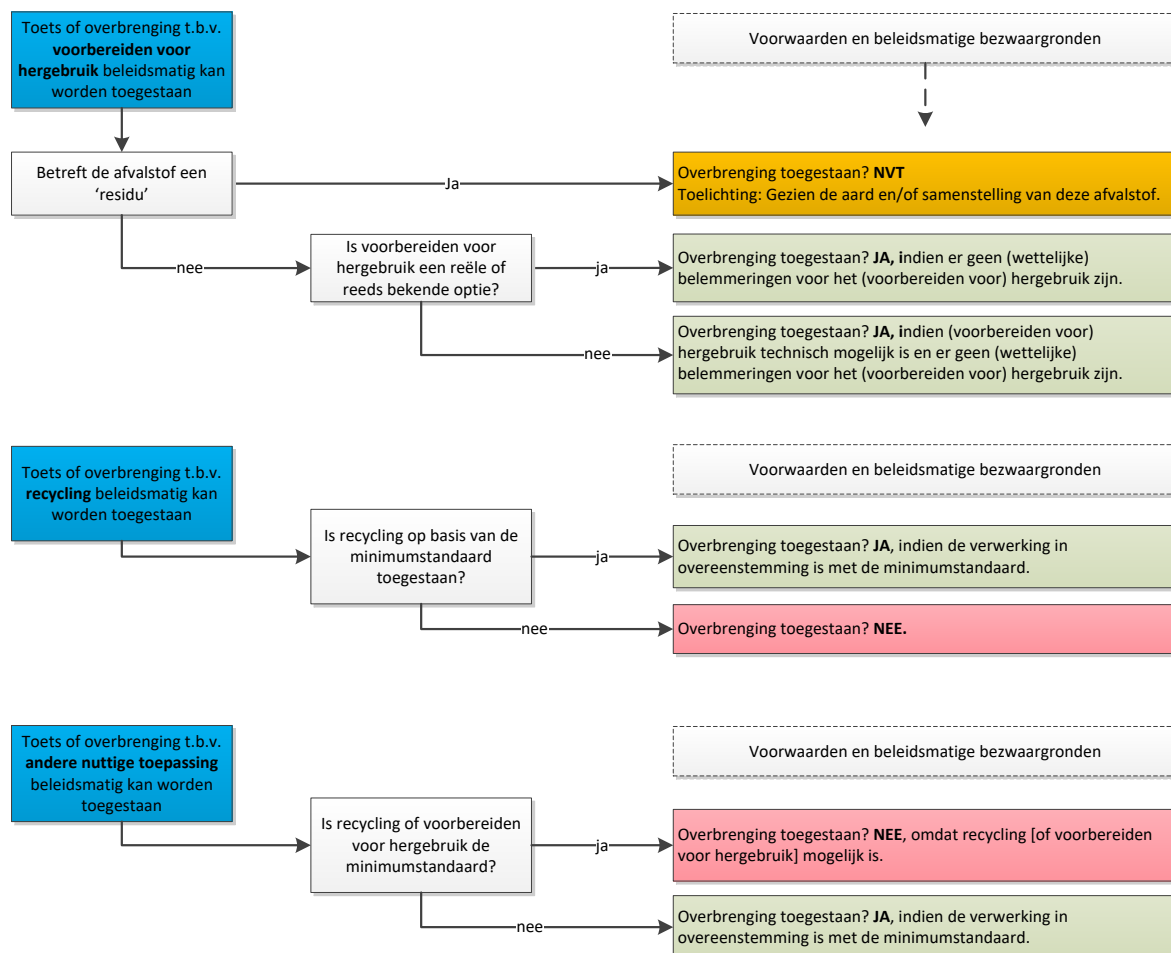 Toets of overbrenging t.b.v.
voorbereiden voor
hergebruik beleidsmatig kan
worden toegestaan
Voorwaarden en beleidsmatige bezwaargronden
Betreft de afvalstof een
‘residu’
Ja
Overbrenging toegestaan? NVT
Toelichting: Gezien de aard en/of samenstelling van deze afvalstof.
nee
Is voorbereiden voor
hergebruik een reële of
reeds bekende optie?
ja
Overbrenging toegestaan? JA, indien er geen (wettelijke)
belemmeringen voor het (voorbereiden voor) hergebruik zijn.
nee
Overbrenging toegestaan? JA, indien (voorbereiden voor)
hergebruik technisch mogelijk is en er geen (wettelijke)
belemmeringen voor het (voorbereiden voor) hergebruik zijn.
Toets of overbrenging t.b.v.
recycling beleidsmatig kan
worden toegestaan
Voorwaarden en beleidsmatige bezwaargronden
Is recycling op basis van de
minimumstandaard
toegestaan?
ja
Overbrenging toegestaan? JA, indien de verwerking in
overeenstemming is met de minimumstandaard.
nee
Overbrenging toegestaan? NEE.
Toets of overbrenging t.b.v.
andere nuttige toepassing
beleidsmatig kan worden
toegestaan
Voorwaarden en beleidsmatige bezwaargronden
Is recycling of voorbereiden
voor hergebruik de
minimumstandaard?
ja
Overbrenging toegestaan? NEE, omdat recycling [of voorbereiden
voor hergebruik] mogelijk is.
nee
Overbrenging toegestaan? JA, indien de verwerking in
overeenstemming is met de minimumstandaard.